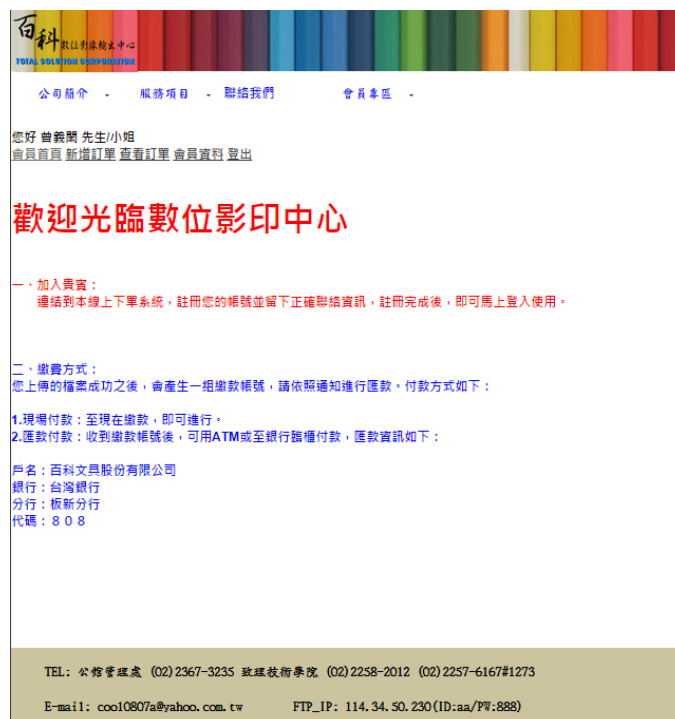 百科數位影像輸出中心
TOTAL SOLUTION CORPORATION
公司簡介 - 服務項目 - 聯絡我們 會員專區 -
您好 曾義閔 先生/小姐
會員首頁 新增訂單 查看訂單 會員資料 登出
歡迎光臨數位影印中心
一、加入貴賓：
連結到本線上下單系統，註冊您的帳號並留下正確聯絡資訊，註冊完成後，即可馬上登入使用。
二、繳費方式：
您上傳的檔案成功之後，會產生一組繳款帳號，請依照通知進行匯款。付款方式如下：
1.現場付款：至現在繳款，即可進行。
2.匯款付款：收到繳款帳號後，可用ATM或至銀行臨櫃付款，匯款資訊如下：
戶名：百科文具股份有限公司
銀行：台灣銀行
分行：板新分行
代碼：８０８
TEL: 公館管理處 (02)2367-3235 致理技術學院 (02)2258-2012 (02)2257-6167#1273
E-mail: coo10807a@yahoo.com.tw FTP_IP: 114.34.50.230(ID:aa/PW:888)